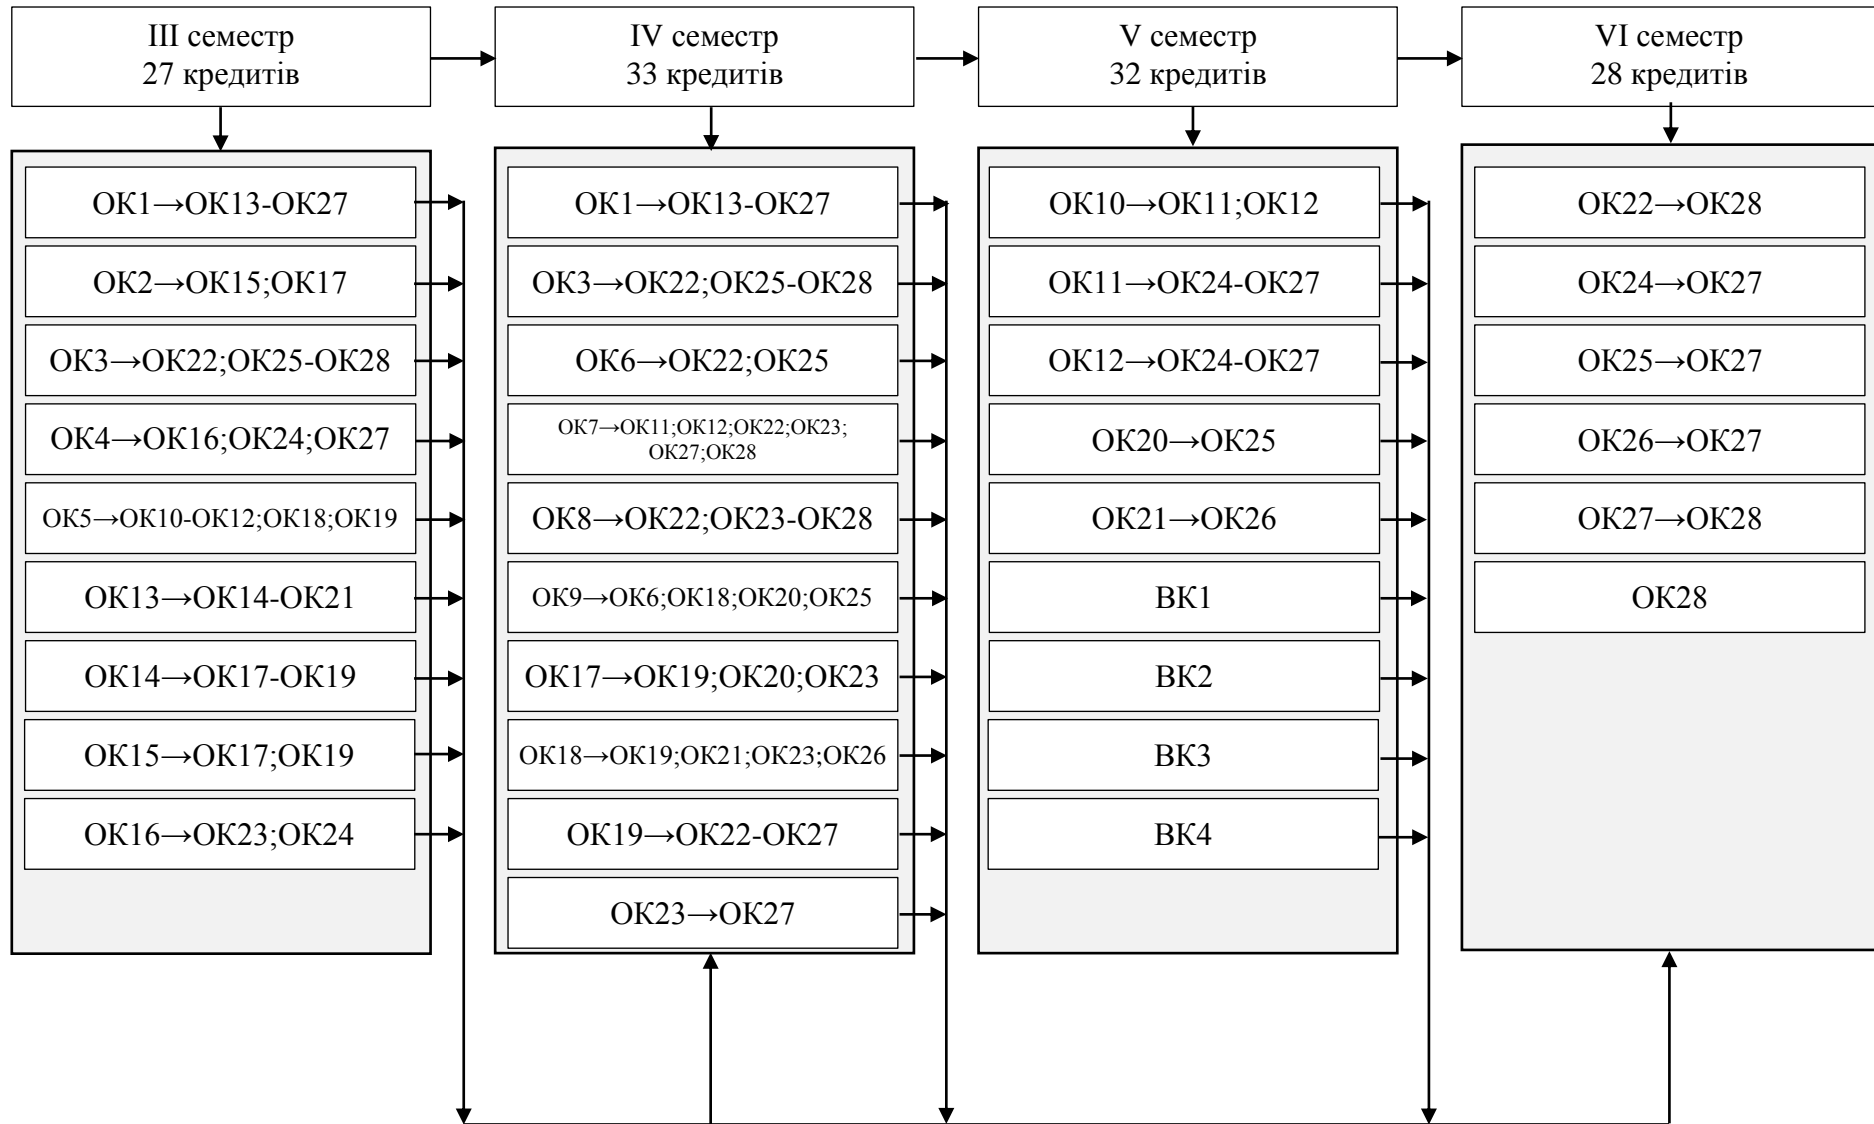 III семестр
27 кредитів
IV семестр
33 кредитів
V семестр
32 кредитів
VI семестр
28 кредитів
ОК1→ОК13-ОК27
ОК2→ОК15;ОК17
ОК3→ОК22;ОК25-ОК28
ОК4→ОК16;ОК24;ОК27
ОК5→ОК10-ОК12;ОК18;ОК19
ОК13→ОК14-ОК21
ОК14→ОК17-ОК19
ОК15→ОК17;ОК19
ОК16→ОК23;ОК24
ОК1→ОК13-ОК27
ОК3→ОК22;ОК25-ОК28
ОК6→ОК22;ОК25
ОК7→ОК11;ОК12;ОК22;ОК23;
ОК27;ОК28
ОК8→ОК22;ОК23-ОК28
ОК9→ОК6;ОК18;ОК20;ОК25
ОК17→ОК19;ОК20;ОК23
ОК18→ОК19;ОК21;ОК23;ОК26
ОК19→ОК22-ОК27
ОК23→ОК27
ОК10→ОК11;ОК12
ОК11→ОК24-ОК27
ОК12→ОК24-ОК27
ОК20→ОК25
ОК21→ОК26
ВК1
ВК2
ВК3
ВК4
ОК22→ОК28
ОК24→ОК27
ОК25→ОК27
ОК26→ОК27
ОК27→ОК28
ОК28